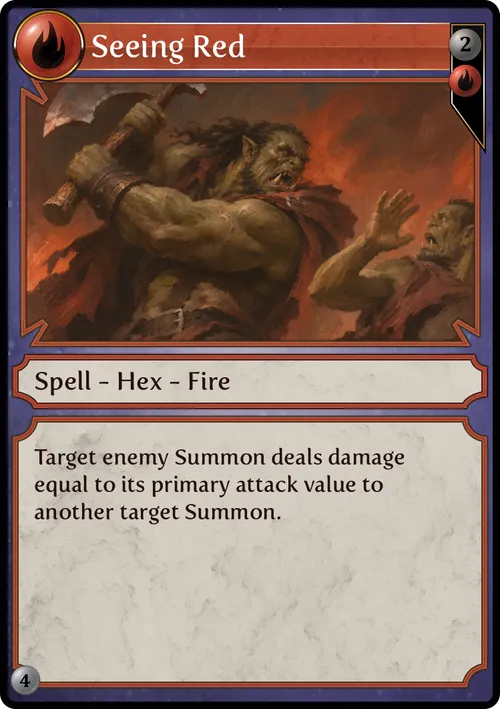 Seeing Red
2
Spell - Hex - Fire
Target enemy Summon deals damage
equal to its primary attack value to
another target Summon.
4